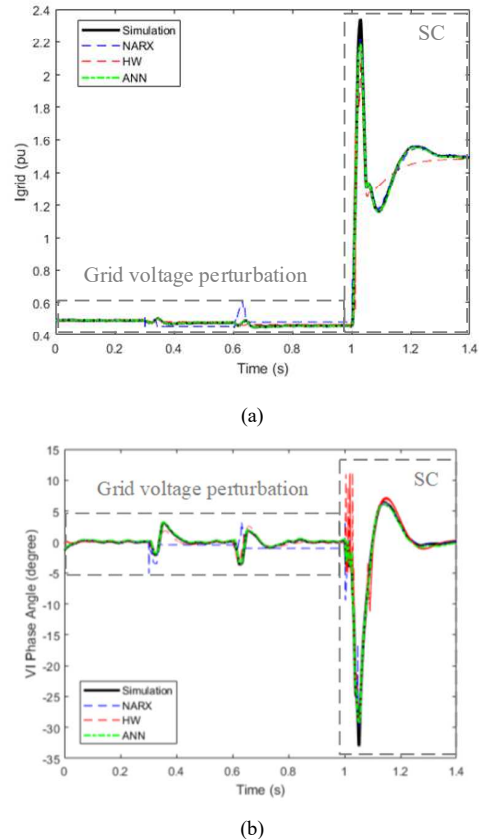 2.4
2.2
2
1.8
1.6
1.4
1.2
1
0.8
0.6
0.4
Igrid (pu)
Simulation
NARX
HW
ANN
SC
Grid voltage perturbation
0 0.2 0.4 0.6 0.8 1 1.2 1.4
Time (s)
(a)
15
10
5
0
-5
-10
-15
-20
-25
-30
-35
VI Phase Angle (degree)
Grid voltage perturbation
SC
Simulation
NARX
HW
ANN
0 0.2 0.4 0.6 0.8 1 1.2 1.4
Time (s)
(b)